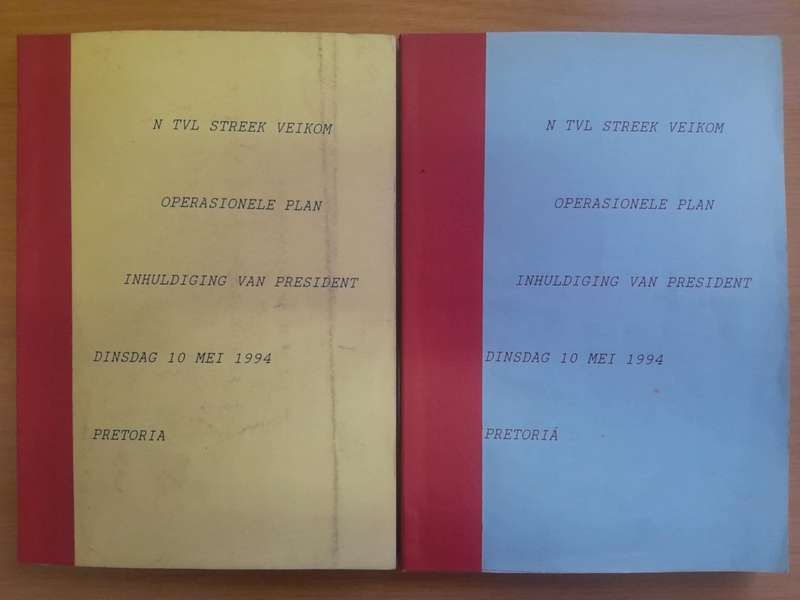 N TVL STREEK VEIKOM
OPERASIONELE PLAN
INHULDIGING VAN PRESIDENT
DINSDAG 10 MEI 1994
PRETORIA
N TVL STREEK VEIKOM
OPERASIONELE PLAN
INHULDIGING VAN PRESIDENT
DINSDAG 10 MEI 1994
PRETORIA